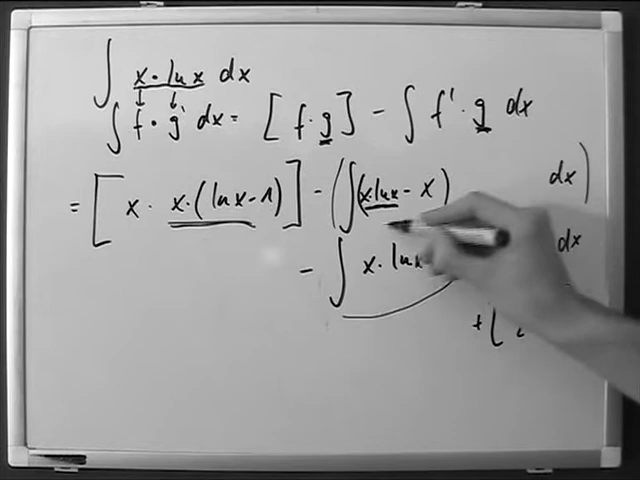 ∫ x · ln x dx
∫ f · g' dx = [f · g] - ∫ f' · g dx
= [x · x · (ln x - 1)] - (∫ (x ln x - x) dx)
- ∫ x · ln x dx
+ ∫